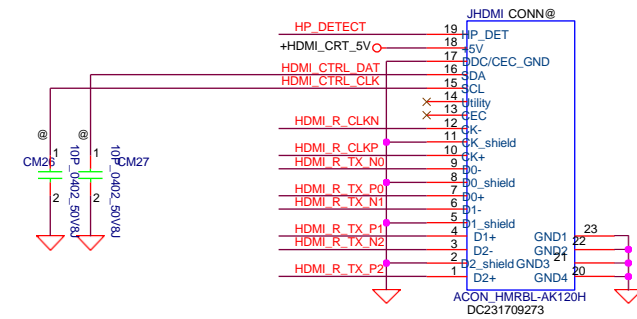 JHDMI CONN@
HP_DETECT 19 HP_DET
+HDMI_CRT_5V 18 +5V
17 DDC/CEC_GND
HDMI_CTRL_DAT 16 SDA
HDMI_CTRL_CLK 15 SCL
14 Utility
13 CEC
HDMI_R_CLKN 12 CK-
11 CK_shield
HDMI_R_CLKP 10 CK+
HDMI_R_TX_N0 9 D0-
8 D0_shield
HDMI_R_TX_P0 7 D0+
HDMI_R_TX_N1 6 D1-
5 D1_shield
HDMI_R_TX_P1 4 D1+ GND1 23
HDMI_R_TX_N2 3 D2- GND2 22
2 D2_shield GND3 21
HDMI_R_TX_P2 1 D2+ GND4 20
ACON_HMRBL-AK120H
DC231709273
@ @
1 1
CM26 CM27
2 2
10P_0402_50V8J
10P_0402_50V8J